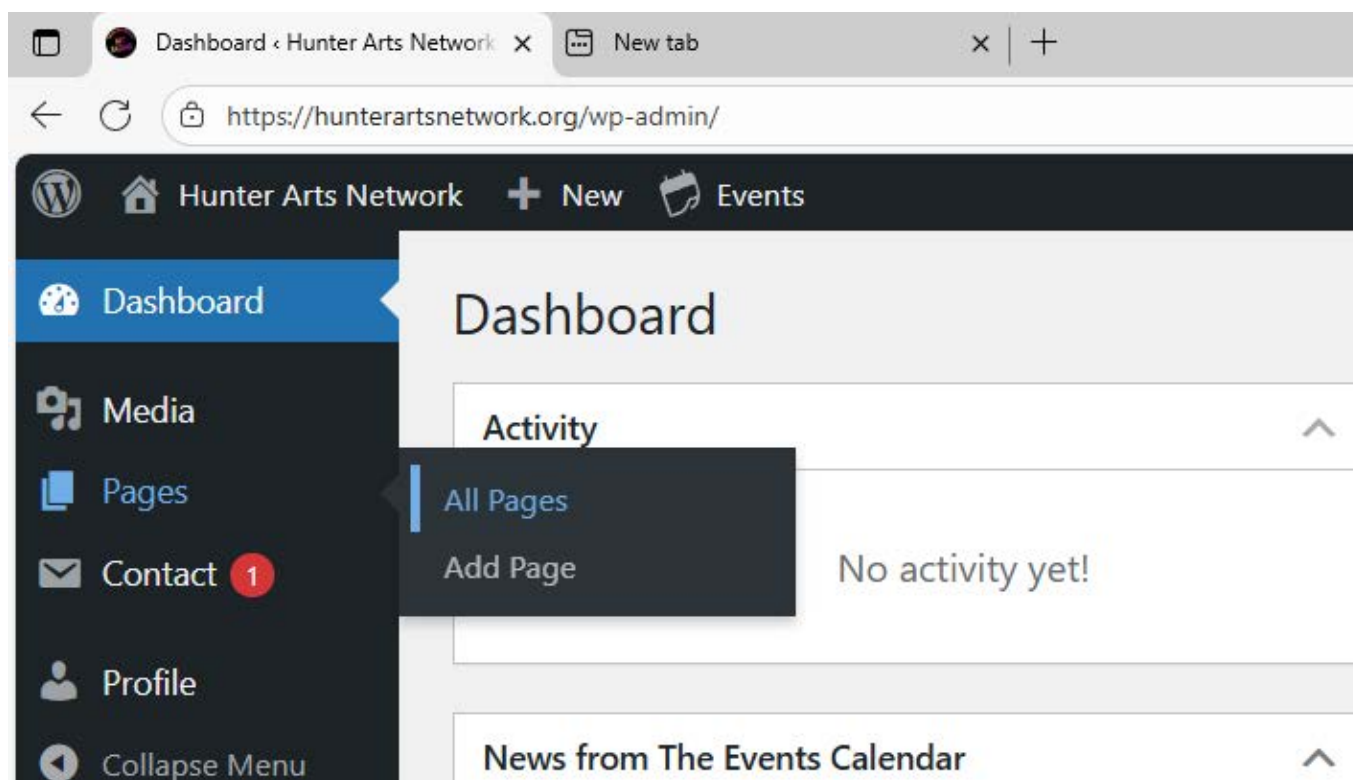 Dashboard ‹ Hunter Arts Network
New tab
https://hunterartsnetwork.org/wp-admin/
Hunter Arts Network
New
Events
Dashboard
Media
Pages
Contact 1
Profile
Collapse Menu
All Pages
Add Page
Dashboard
Activity
No activity yet!
News from The Events Calendar